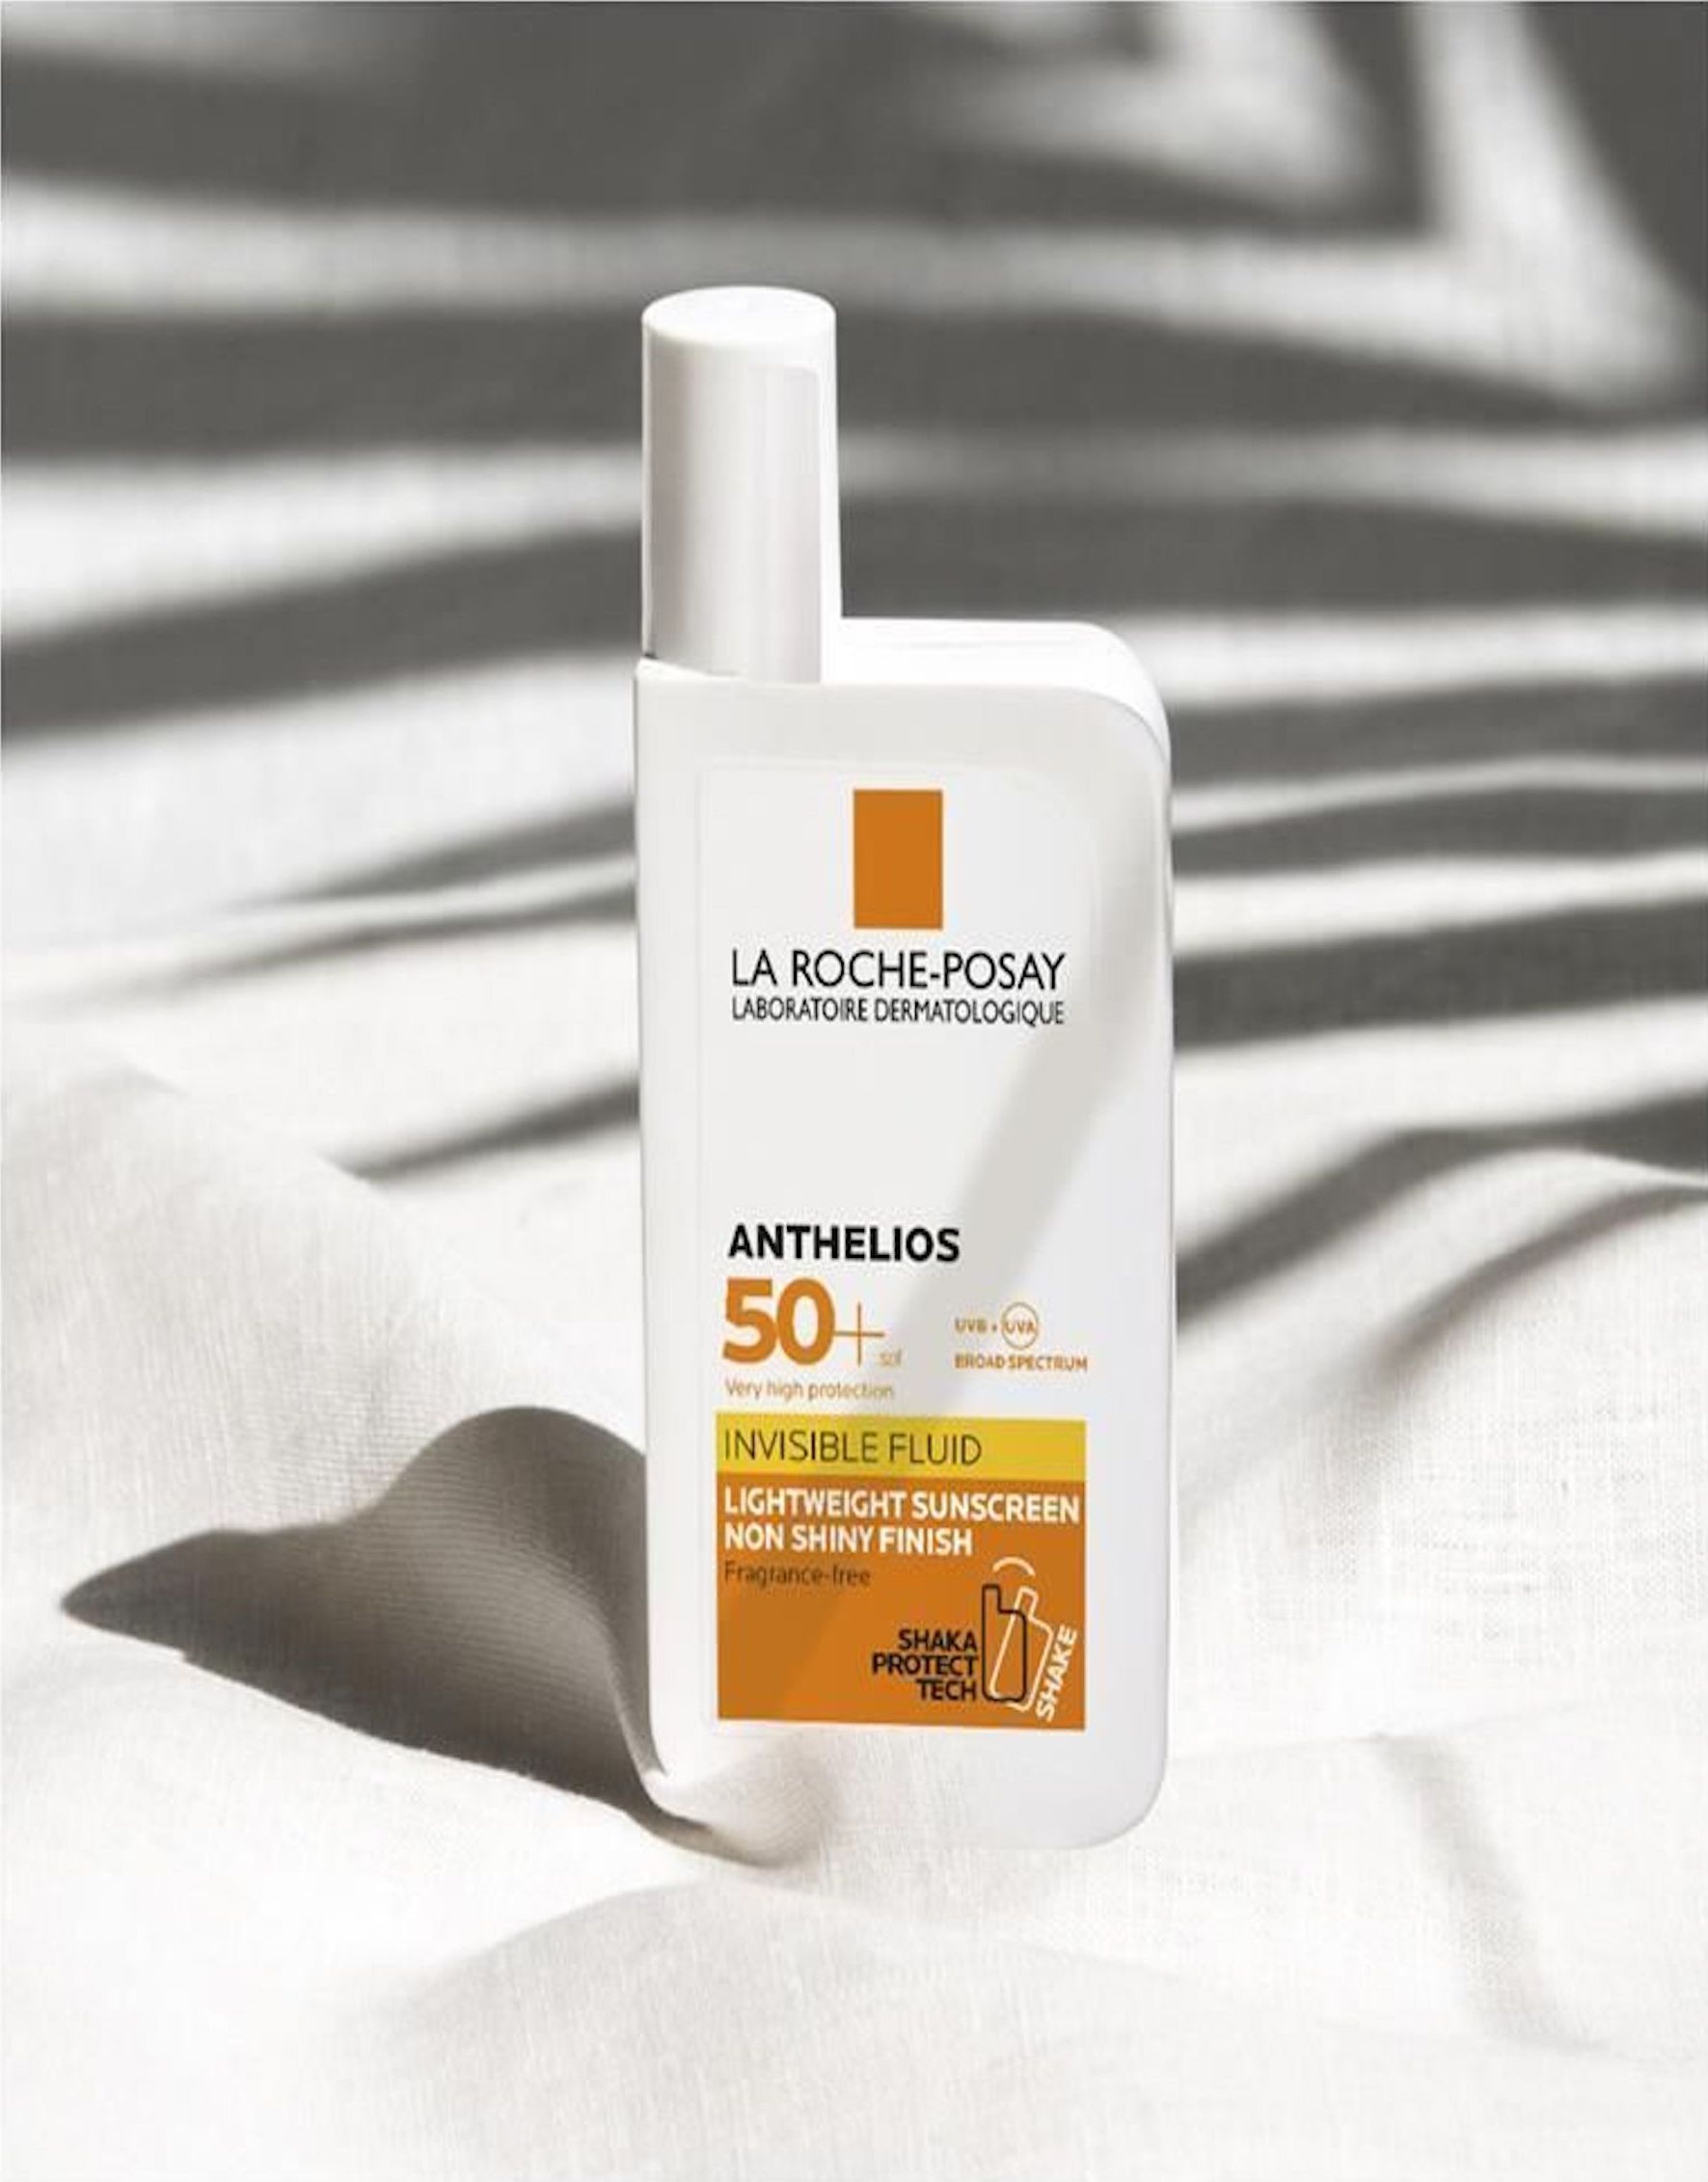 LA ROCHE-POSAY
LABORATOIRE DERMATOLOGIQUE
ANTHELIOS
50+
Very high protection
UVB + UVA
BROAD SPECTRUM
INVISIBLE FLUID
LIGHTWEIGHT SUNSCREEN
NON SHINY FINISH
Fragrance-free
SHAKA
PROTECT
TECH
SHAKE